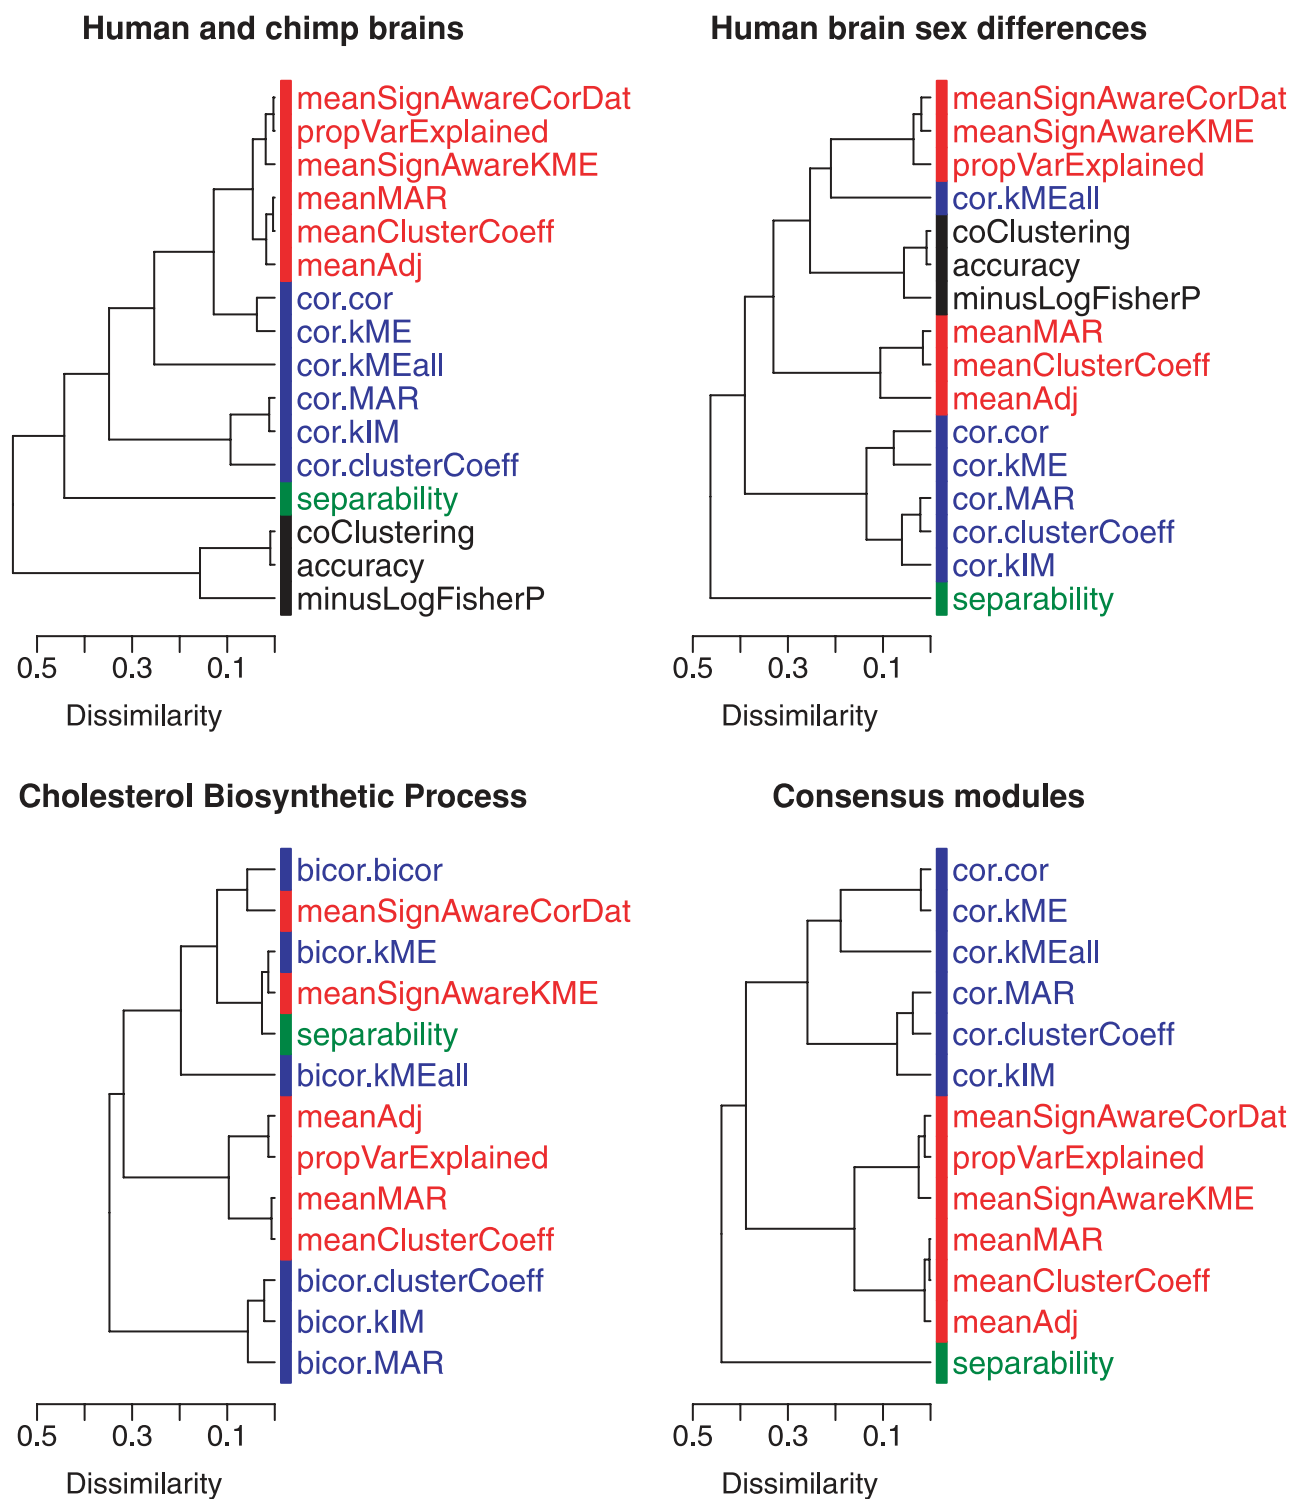 Human and chimp brains
meanSignAwareCorDat
propVarExplained
meanSignAwareKME
meanMAR
meanClusterCoeff
meanAdj
cor.cor
cor.kME
cor.kMEall
cor.MAR
cor.kIM
cor.clusterCoeff
separability
coClustering
accuracy
minusLogFisherP
0.5 0.3 0.1
Dissimilarity
Human brain sex differences
meanSignAwareCorDat
meanSignAwareKME
propVarExplained
cor.kMEall
coClustering
accuracy
minusLogFisherP
meanMAR
meanClusterCoeff
meanAdj
cor.cor
cor.kME
cor.MAR
cor.clusterCoeff
cor.kIM
separability
0.5 0.3 0.1
Dissimilarity
Cholesterol Biosynthetic Process
bicor.bicor
meanSignAwareCorDat
bicor.kME
meanSignAwareKME
separability
bicor.kMEall
meanAdj
propVarExplained
meanMAR
meanClusterCoeff
bicor.clusterCoeff
bicor.kIM
bicor.MAR
0.5 0.3 0.1
Dissimilarity
Consensus modules
cor.cor
cor.kME
cor.kMEall
cor.MAR
cor.clusterCoeff
cor.kIM
meanSignAwareCorDat
propVarExplained
meanSignAwareKME
meanMAR
meanClusterCoeff
meanAdj
separability
0.5 0.3 0.1
Dissimilarity